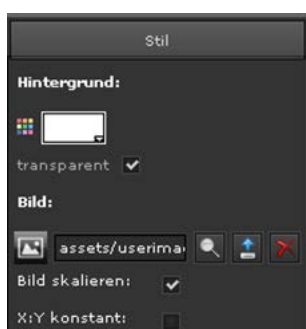 Stil
Hintergrund:
transparent
Bild:
assets/userima
Bild skalieren:
X:Y konstant: